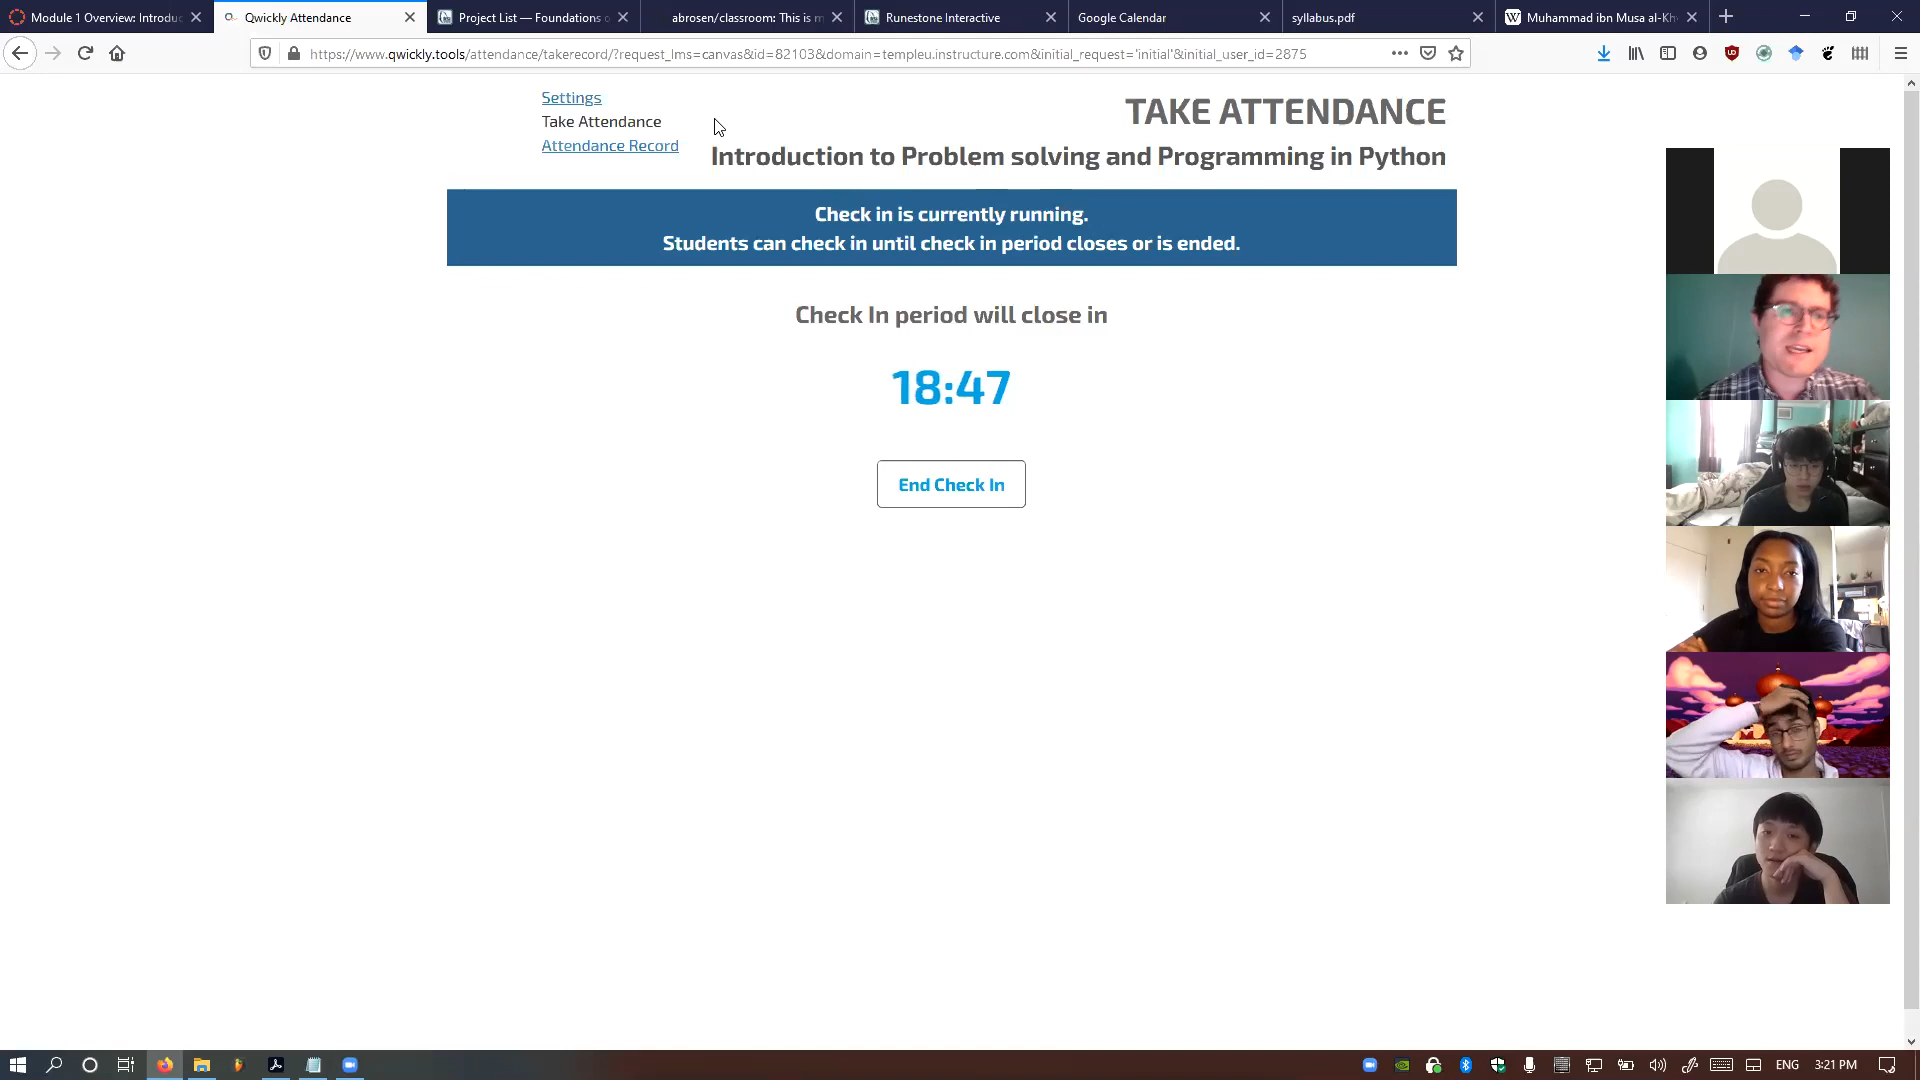 Module 1 Overview: Introduc
Qwickly Attendance
Project List — Foundations o
abrosen/classroom: This is m
Runestone Interactive
Google Calendar
syllabus.pdf
W Muhammad ibn Musa al-Kh
https://www.qwickly.tools/attendance/takerecord/?request_lms=canvas&id=82103&domain=templeu.instructure.com&initial_request='initial'&initial_user_id=2875
Settings
Take Attendance
Attendance Record
TAKE ATTENDANCE
Introduction to Problem solving and Programming in Python
Check in is currently running.
Students can check in until check in period closes or is ended.
Check In period will close in
18:47
End Check In
ENG
3:21 PM